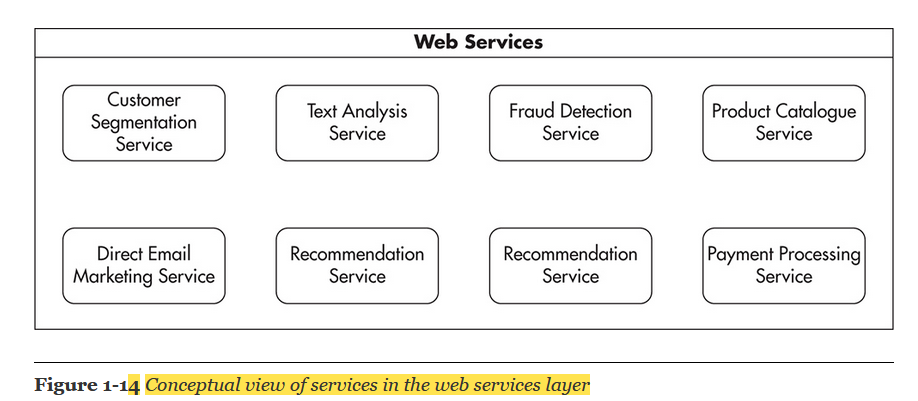 Web Services
Customer
Segmentation
Service
Text Analysis
Service
Fraud Detection
Service
Product Catalogue
Service
Direct Email
Marketing Service
Recommendation
Service
Recommendation
Service
Payment Processing
Service
Figure 1-14 Conceptual view of services in the web services layer